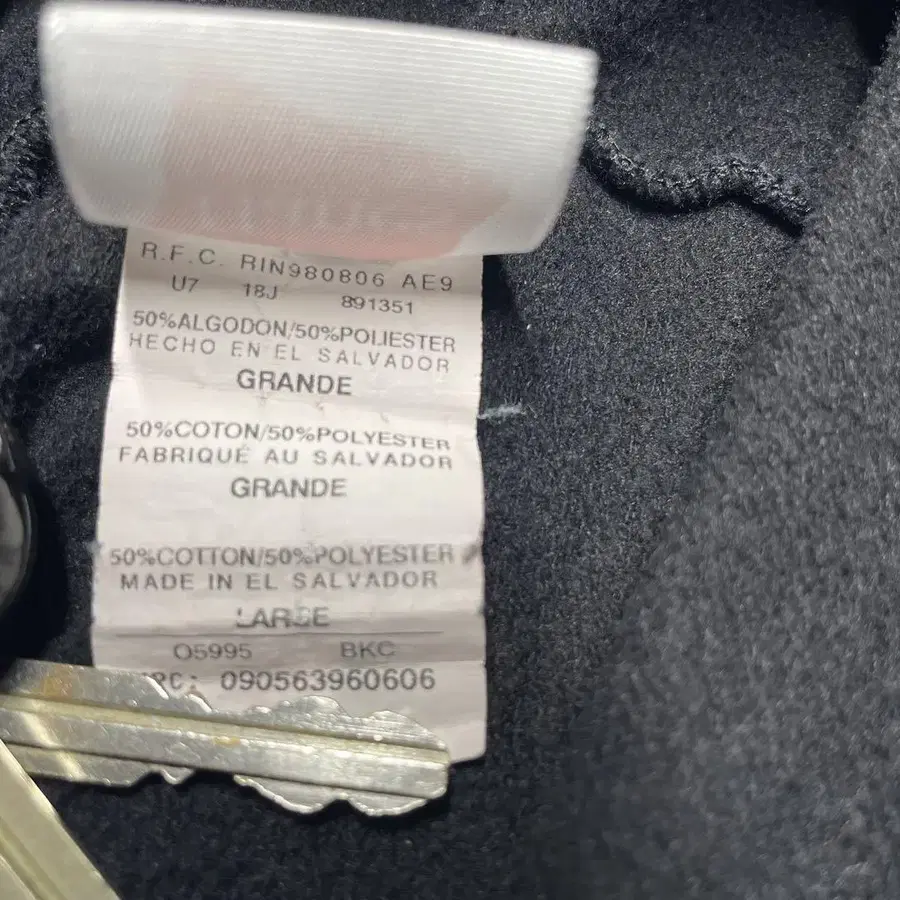 R.F.C. RIN980806 AE9
U7 18J 891351
50%ALGODON/50%POLIESTER
HECHO EN EL SALVADOR
GRANDE
50%COTON/50%POLYESTER
FABRIQUÉ AU SALVADOR
GRANDE
50%COTTON/50%POLYESTER
MADE IN EL SALVADOR
LARGE
O5995 BKC
090563960606